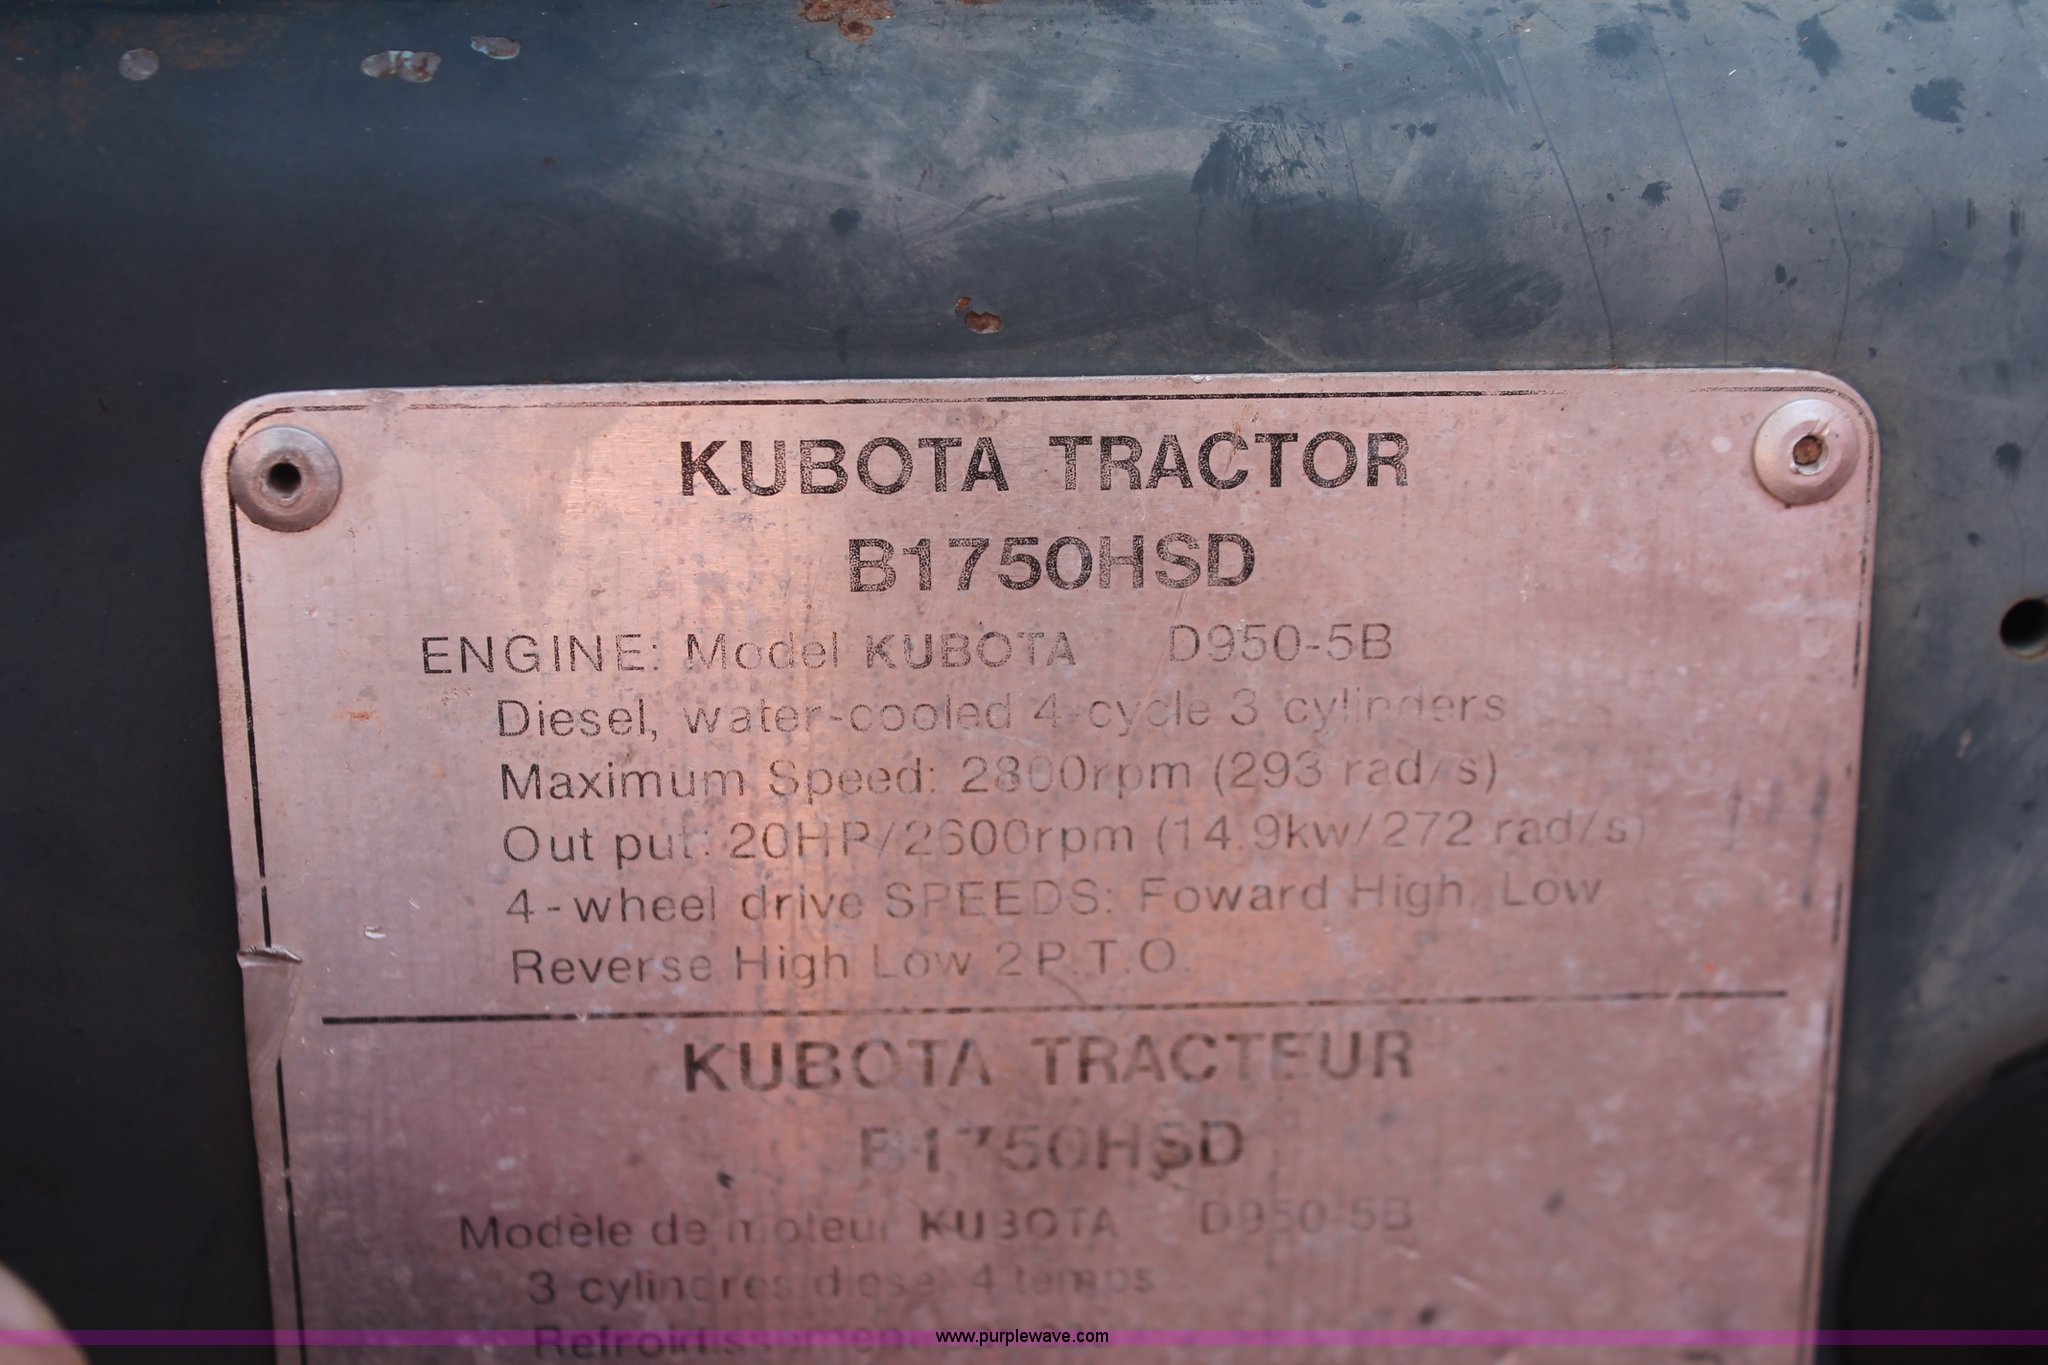 KUBOTA TRACTOR
B1750HSD
ENGINE: Model KUBOTA D950-5B
Diesel, water-cooled 4-cycle 3 cylinders
Maximum Speed: 2800rpm (293 rad/s)
Out put: 20HP/2600rpm (14.9kw/272 rad/s)
4-wheel drive SPEEDS: Foward High, Low
Reverse High Low 2 P.T.O.
KUBOTA TRACTEUR
B1750HSD
Modèle de moteur KUBOTA D950-5B
3 cylindres diesel 4 temps
Refroidissement
www.purplewave.com